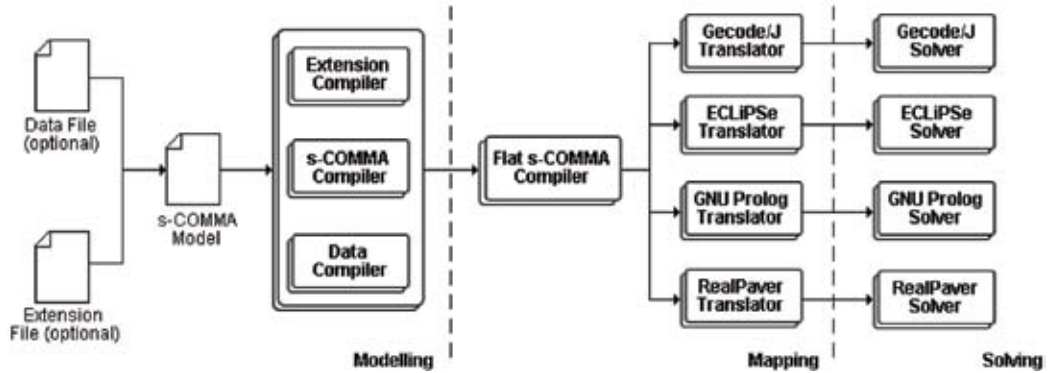 Data File
(optional)
Extension
File (optional)
s-COMMA
Model
Extension
Compiler
s-COMMA
Compiler
Data
Compiler
Modelling
Flat s-COMMA
Compiler
Gecode/J
Translator
ECLiPSe
Translator
GNU Prolog
Translator
RealPaver
Translator
Mapping
Gecode/J
Solver
ECLiPSe
Solver
GNU Prolog
Solver
RealPaver
Solver
Solving